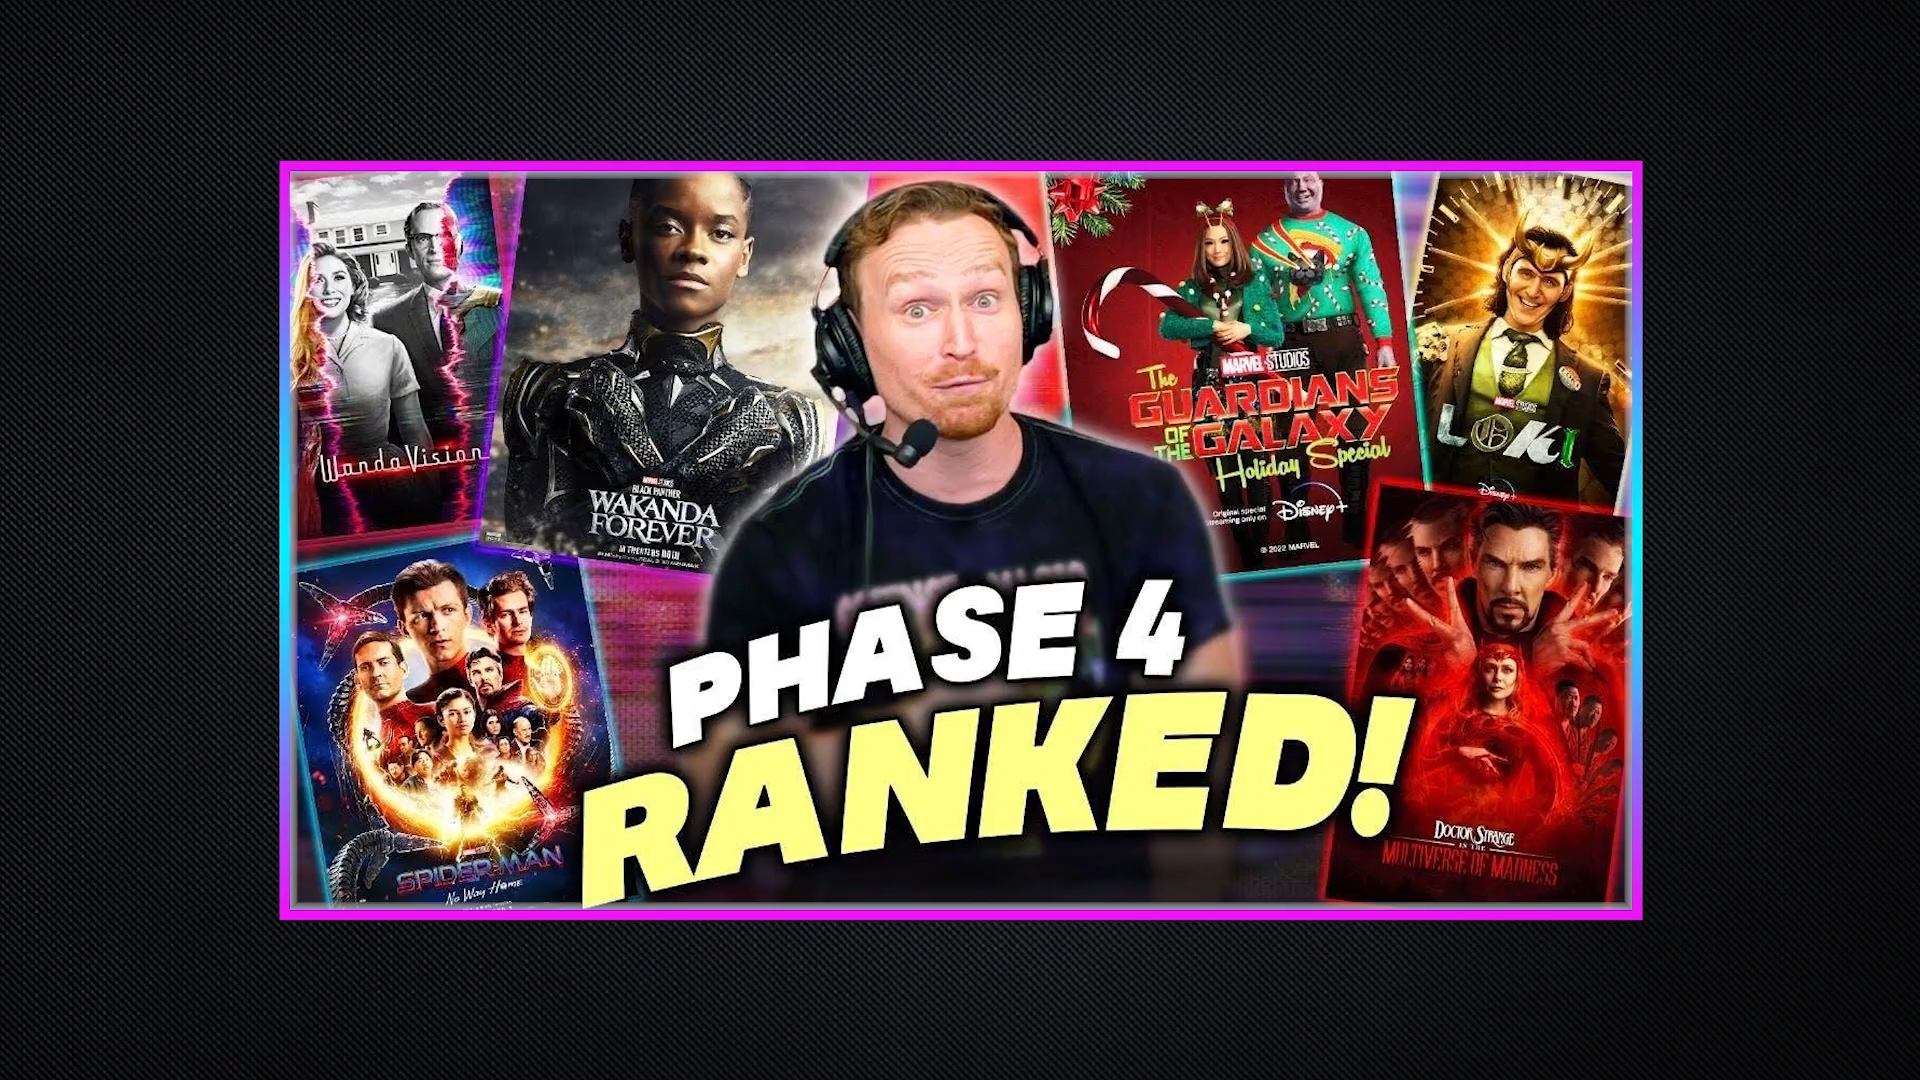 WandaVision
BLACK PANTHER
WAKANDA
FOREVER
MARVEL STUDIOS
The
GUARDIANS
OF
THE GALAXY
Holiday Special
Original special
streaming only on
Disney+
© 2022 MARVEL
MARVEL STUDIOS
LOKI
Disney+
PHASE 4
RANKED!
SPIDER-MAN
No Way Home
DOCTOR STRANGE
IN THE
MULTIVERSE OF MADNESS